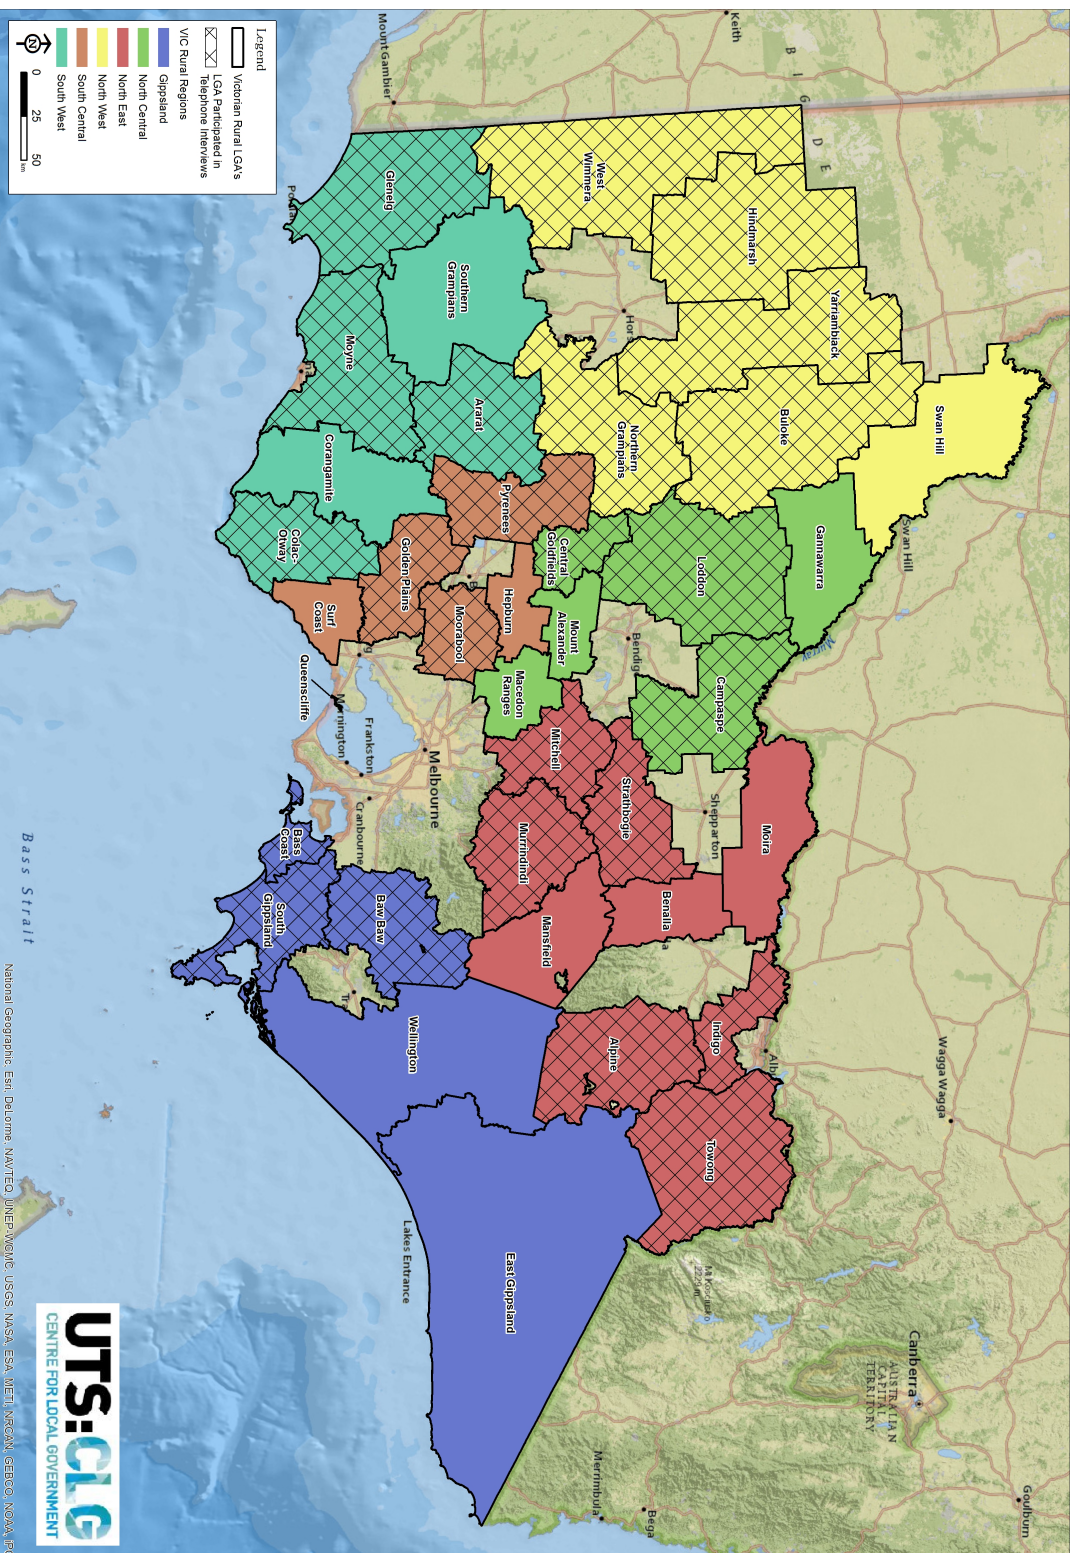 Legend
Victorian Rural LGA's
LGA Participated in
Telephone Interviews
VIC Rural Regions
Gippsland
North Central
North East
North West
South Central
South West
N
0 25 50
km
Mount Gambier
Keith
B I G
D E
West
Wimmera
Hindmarsh
Yarriambiack
Buloke
Swan Hill
Swan Hill
Northern
Grampians
Glenelg
Southern
Grampians
Moyne
Ararat
Corangamite
Colac-
Otway
Pyrenees
Golden Plains
Surf
Coast
Moorabool
Hepburn
Central
Goldfields
Mount
Alexander
Macedon
Ranges
Loddon
Gannawarra
Campaspe
Murray
Queenscliffe
Frankston
Melbourne
Cranbourne
Mitchell
Strathbogie
Shepparton
Moira
Murrindindi
Mansfield
Benalla
Alpine
Indigo
Towong
Bass
Coast
South
Gippsland
Baw Baw
Wellington
East Gippsland
Lakes Entrance
Wagga Wagga
Canberra
AUSTRALIAN
CAPITAL
TERRITORY
Goulburn
Merrimbula
Bega
Bass Strait
UTS:CLG
CENTRE FOR LOCAL GOVERNMENT
National Geographic, Esri, DeLorme, NAVTEQ, UNEP-WCMC, USGS, NASA, ESA, METI, NRCAN, GEBCO, NOAA,